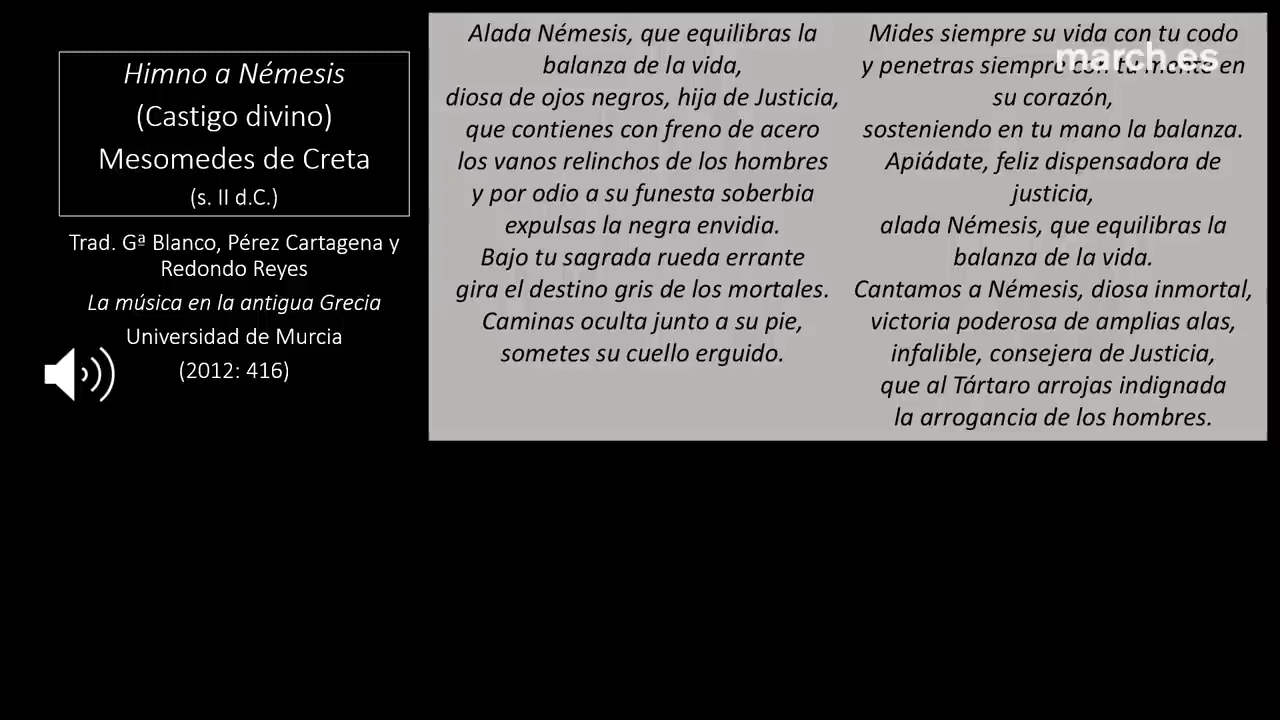 Himno a Némesis
(Castigo divino)
Mesomedes de Creta
(s. II d.C.)
Trad. Gª Blanco, Pérez Cartagena y
Redondo Reyes
La música en la antigua Grecia
Universidad de Murcia
(2012: 416)
Alada Némesis, que equilibras la
balanza de la vida,
diosa de ojos negros, hija de Justicia,
que contienes con freno de acero
los vanos relinchos de los hombres
y por odio a su funesta soberbia
expulsas la negra envidia.
Bajo tu sagrada rueda errante
gira el destino gris de los mortales.
Caminas oculta junto a su pie,
sometes su cuello erguido.
Mides siempre su vida con tu codo
y penetras siempre con tu mente en
su corazón,
sosteniendo en tu mano la balanza.
Apiádate, feliz dispensadora de
justicia,
alada Némesis, que equilibras la
balanza de la vida.
Cantamos a Némesis, diosa inmortal,
victoria poderosa de amplias alas,
infalible, consejera de Justicia,
que al Tártaro arrojas indignada
la arrogancia de los hombres.
march.es